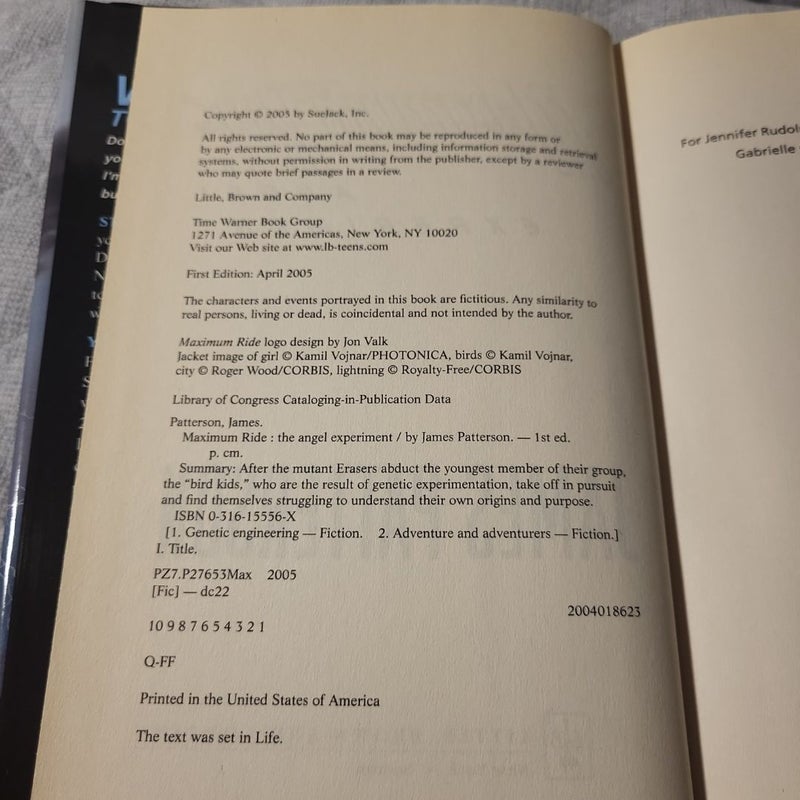 Copyright © 2005 by SueJack, Inc.
All rights reserved. No part of this book may be reproduced in any form or
by any electronic or mechanical means, including information storage and retrieval
systems, without permission in writing from the publisher, except by a reviewer
who may quote brief passages in a review.
Little, Brown and Company
Time Warner Book Group
1271 Avenue of the Americas, New York, NY 10020
Visit our Web site at www.lb-teens.com
First Edition: April 2005
The characters and events portrayed in this book are fictitious. Any similarity to
real persons, living or dead, is coincidental and not intended by the author.
Maximum Ride logo design by Jon Valk
Jacket image of girl © Kamil Vojnar/PHOTONICA, birds © Kamil Vojnar,
city © Roger Wood/CORBIS, lightning © Royalty-Free/CORBIS
Library of Congress Cataloging-in-Publication Data
Patterson, James.
Maximum Ride : the angel experiment / by James Patterson. — 1st ed.
p. cm.
Summary: After the mutant Erasers abduct the youngest member of their group,
the "bird kids," who are the result of genetic experimentation, take off in pursuit
and find themselves struggling to understand their own origins and purpose.
ISBN 0-316-15556-X
[1. Genetic engineering — Fiction. 2. Adventure and adventurers — Fiction.]
I. Title.
PZ7.P27653Max 2005
[Fic] — dc22
2004018623
10 9 8 7 6 5 4 3 2 1
Q-FF
Printed in the United States of America
The text was set in Life.
For Jennifer
Gabrielle